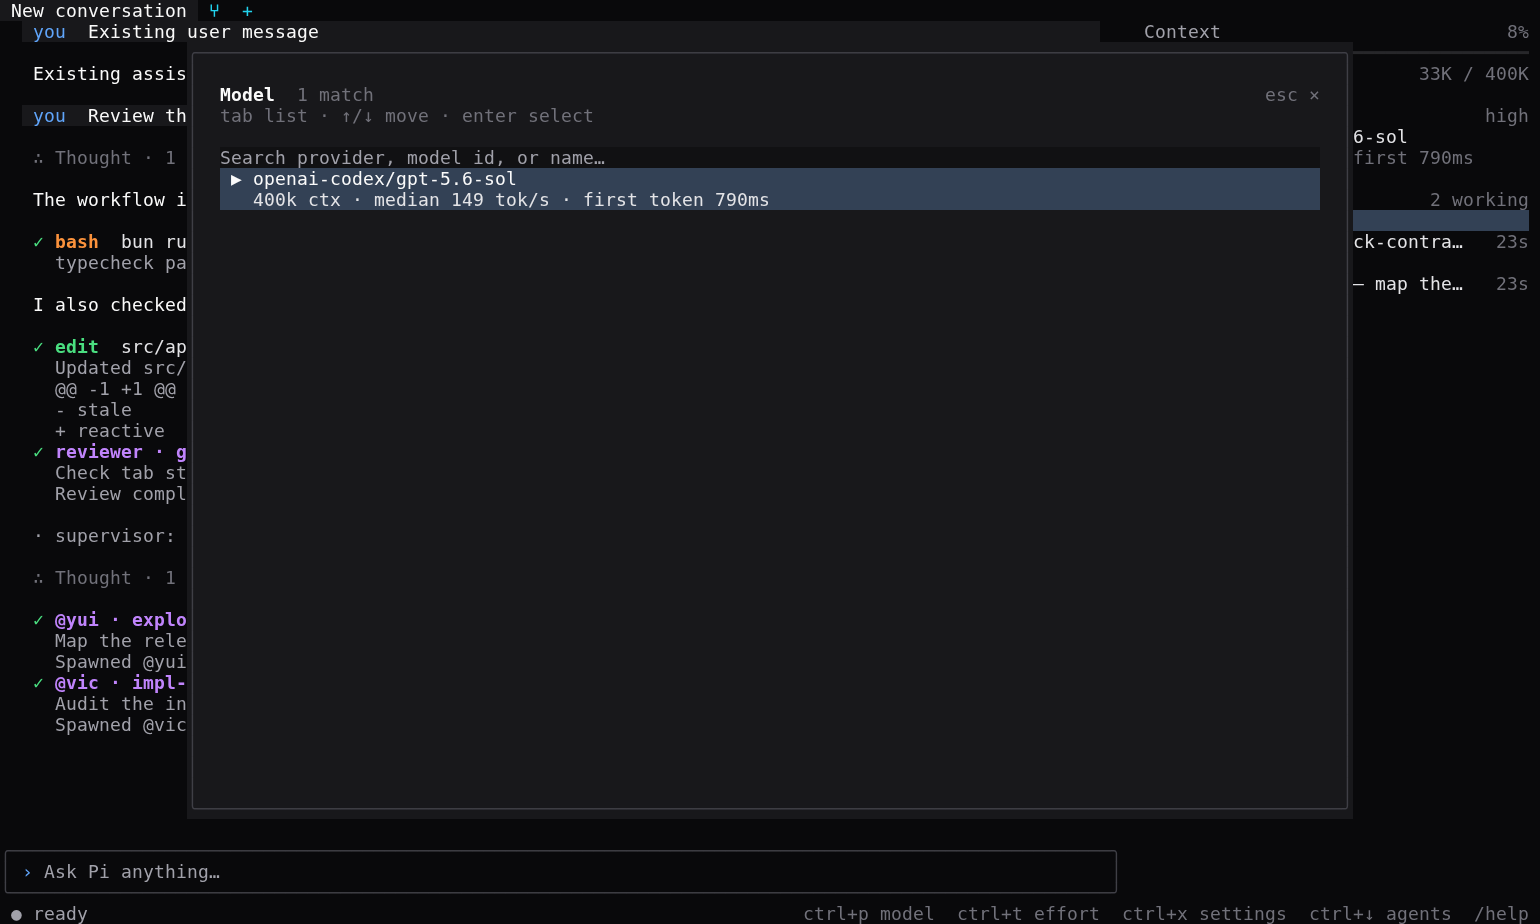 New conversation ⑂ +
you Existing user message
Context 8%
Existing assis
33K / 400K
Model 1 match esc ×
you Review th
tab list · ↑/↓ move · enter select
high
6-sol
∴ Thought · 1
Search provider, model id, or name…
first 790ms
▶ openai-codex/gpt-5.6-sol
The workflow i
400k ctx · median 149 tok/s · first token 790ms
2 working
✓ bash bun ru
ck-contra… 23s
typecheck pa
— map the… 23s
I also checked
✓ edit src/ap
Updated src/
@@ -1 +1 @@
- stale
+ reactive
✓ reviewer · g
Check tab st
Review compl
· supervisor:
∴ Thought · 1
✓ @yui · explo
Map the rele
Spawned @yui
✓ @vic · impl-
Audit the in
Spawned @vic
› Ask Pi anything…
● ready
ctrl+p model ctrl+t effort ctrl+x settings ctrl+↓ agents /help